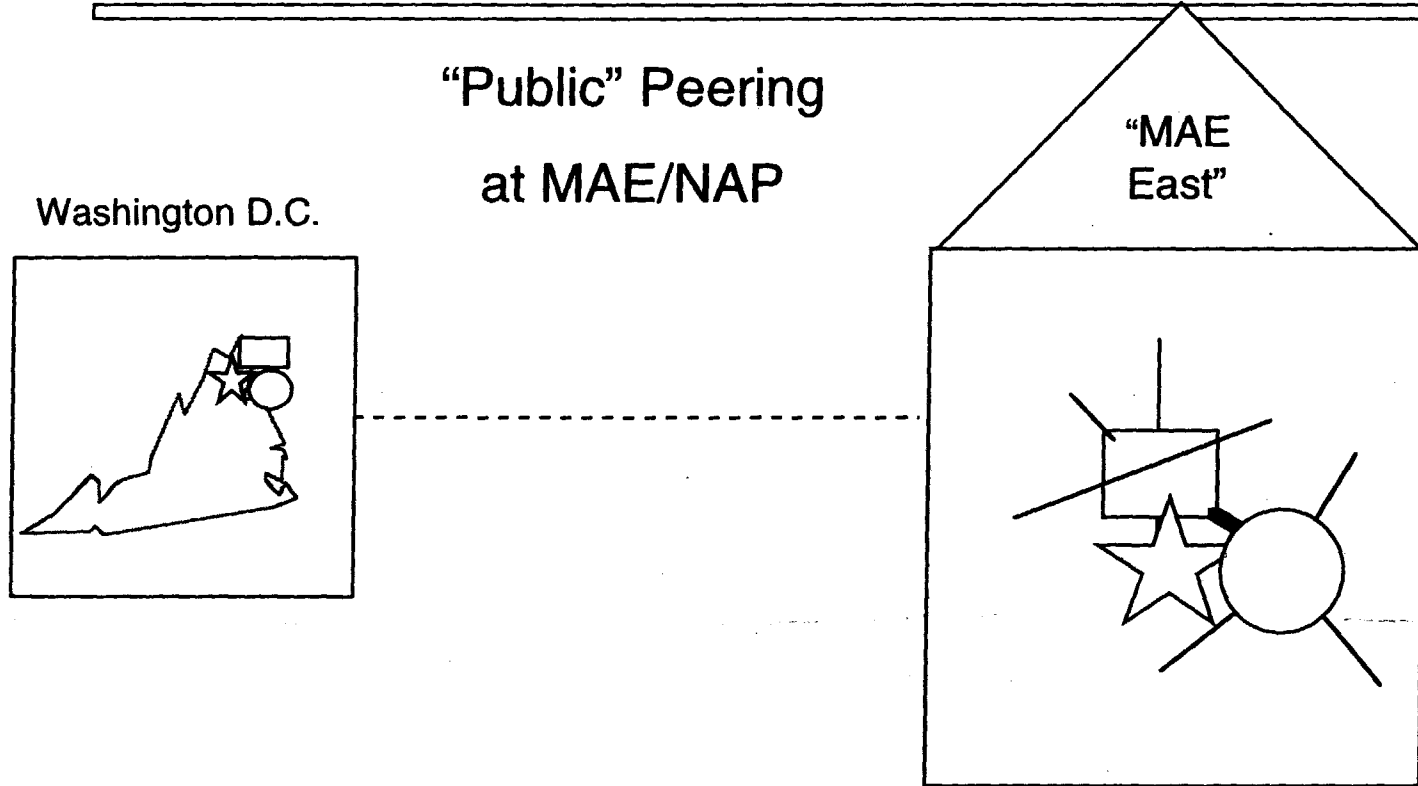 “Public” Peering
at MAE/NAP
Washington D.C.
“MAE
East”